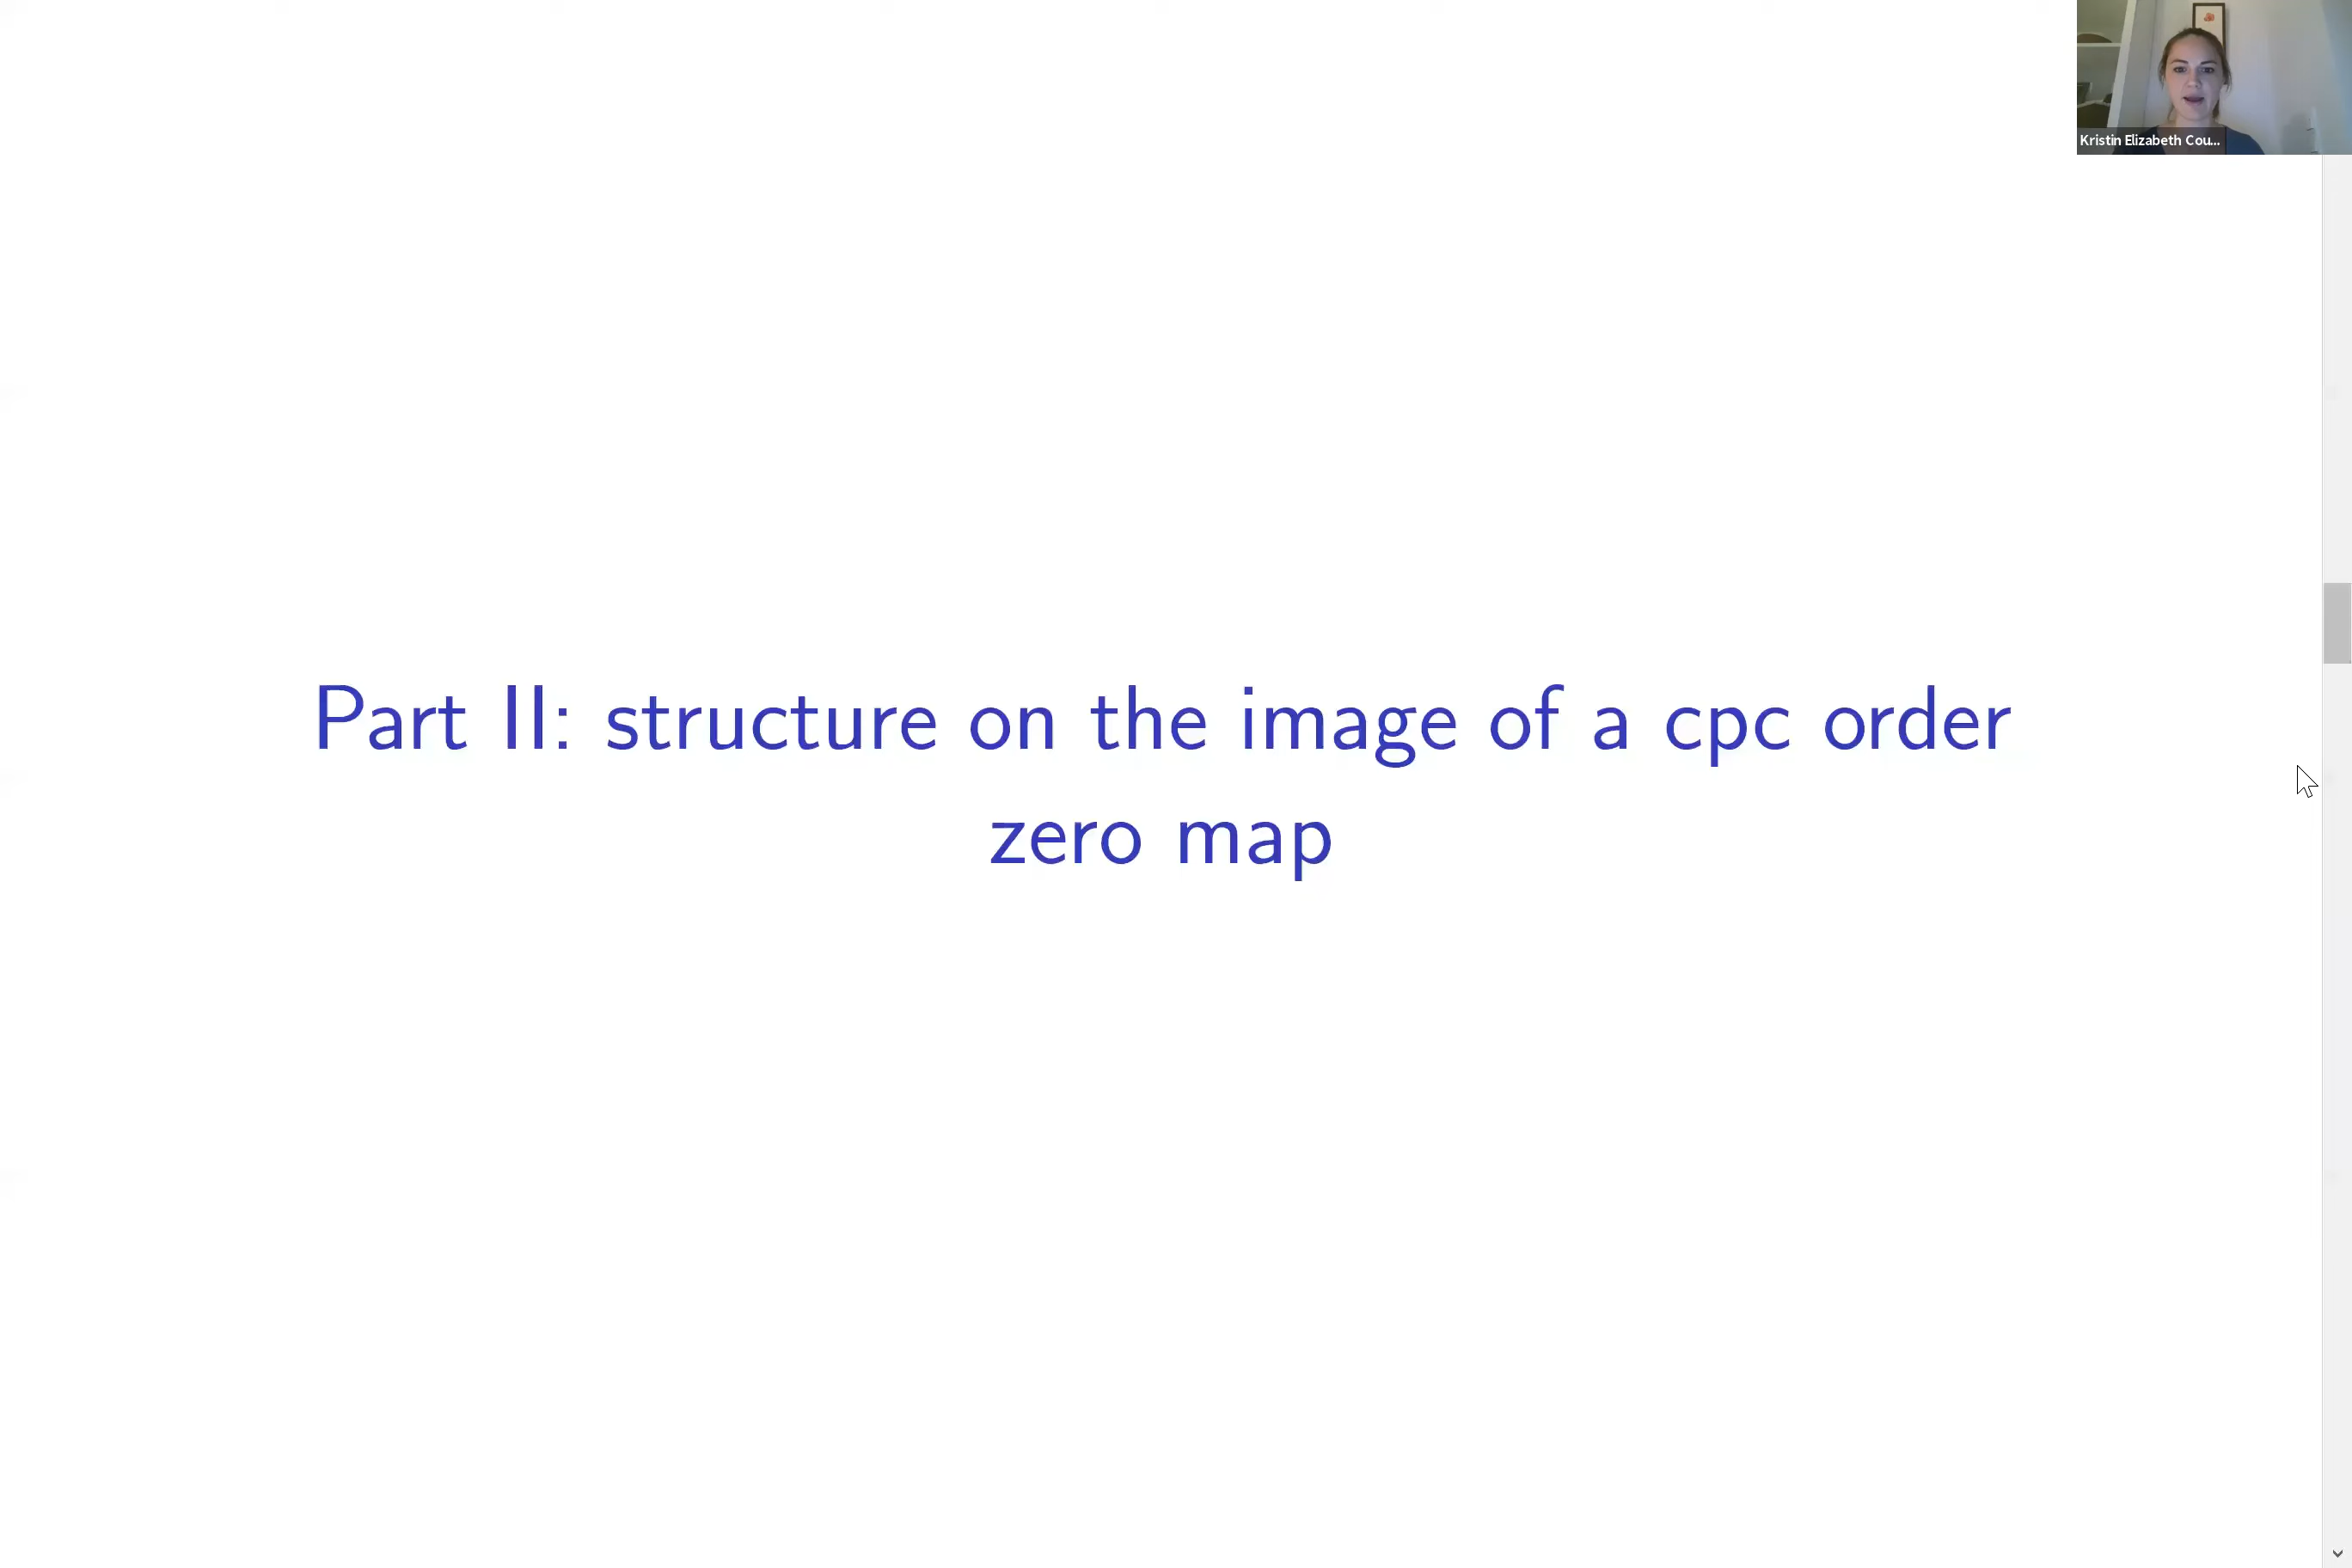 Kristin Elizabeth Cou...
Part II: structure on the image of a cpc order
zero map